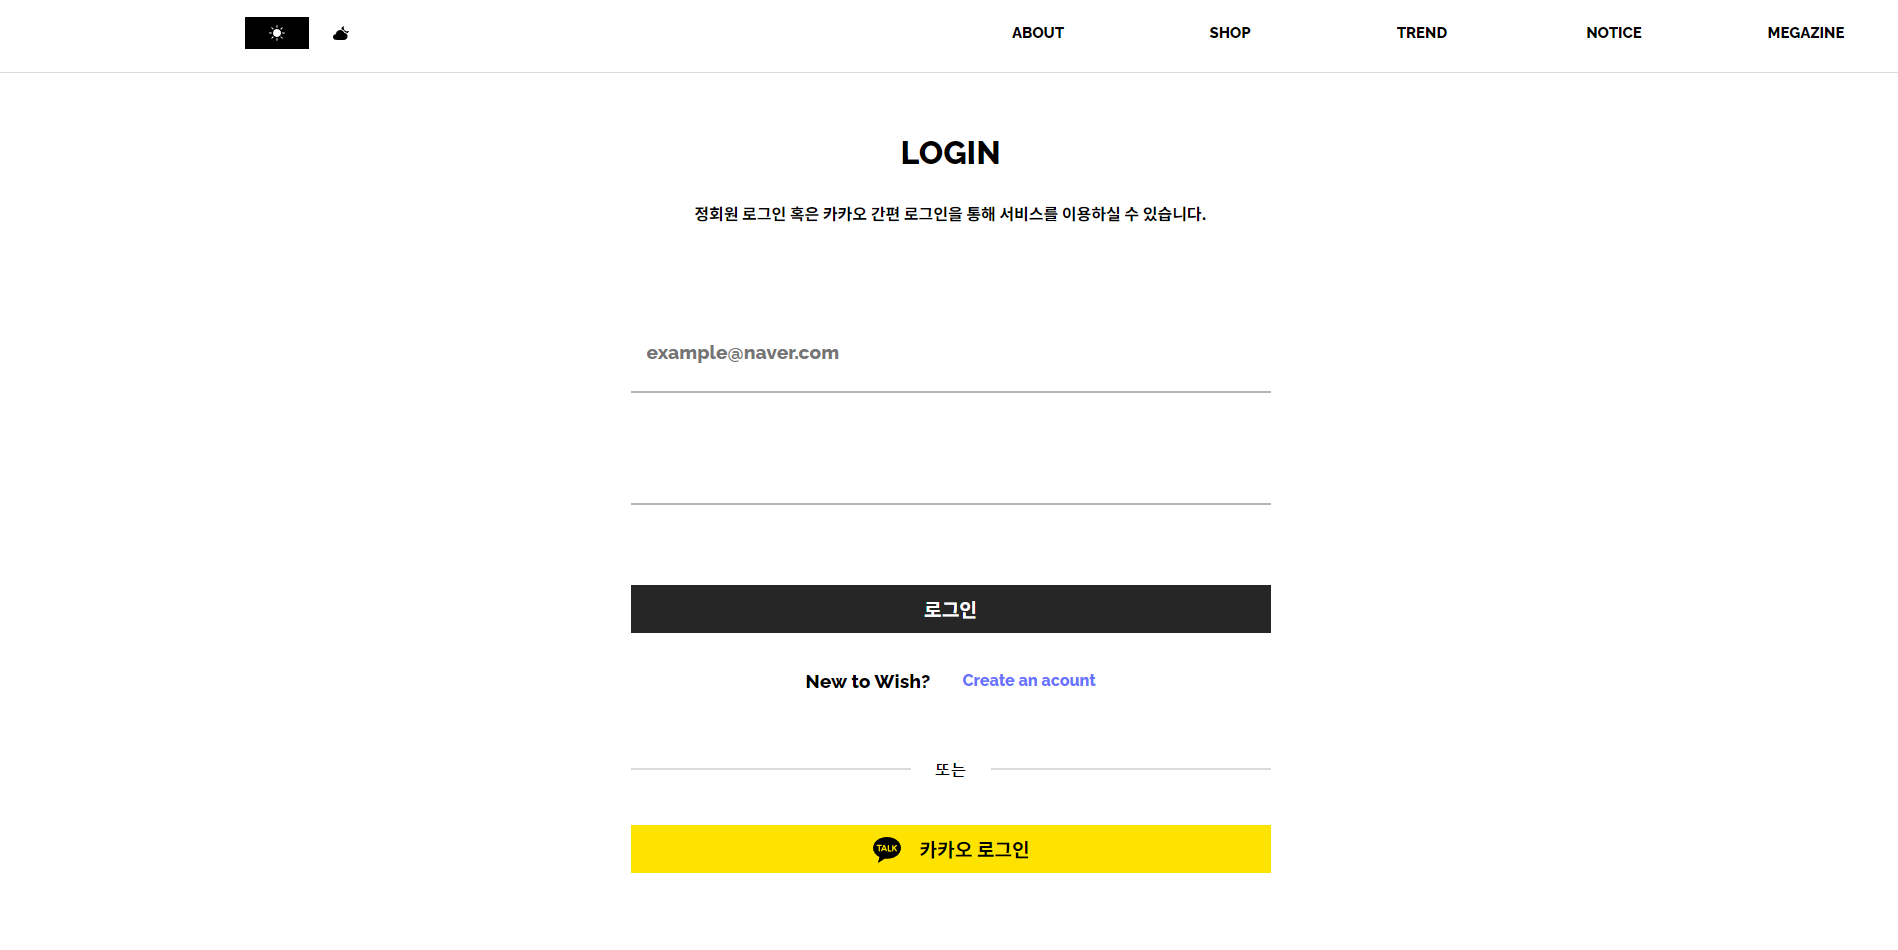 ABOUT SHOP TREND NOTICE MEGAZINE
LOGIN
정회원 로그인 혹은 카카오 간편 로그인을 통해 서비스를 이용하실 수 있습니다.
example@naver.com
로그인
New to Wish? Create an acount
또는
TALK 카카오 로그인